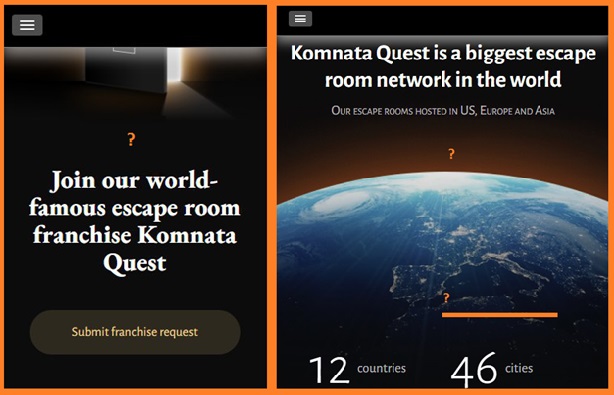 ?
Join our world-
famous escape room
franchise Komnata
Quest
Submit franchise request
Komnata Quest is a biggest escape
room network in the world
Our escape rooms hosted in US, Europe and Asia
?
?
12 countries
46 cities